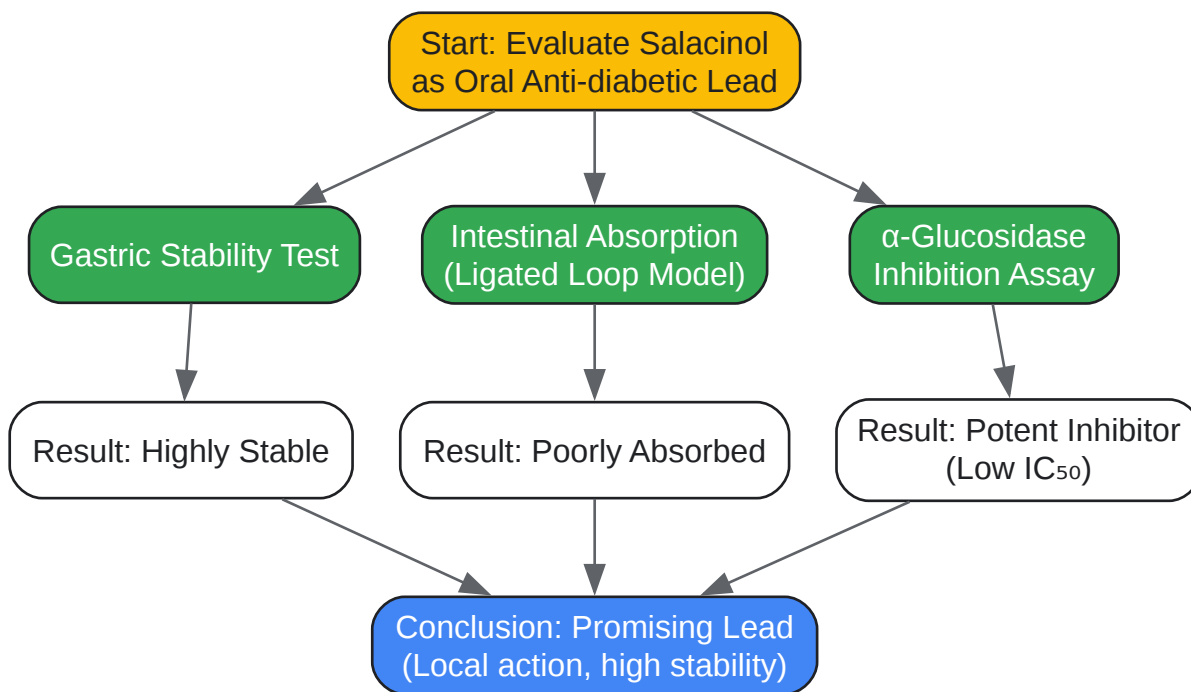 Start: Evaluate Salacinol
as Oral Anti-diabetic Lead
Gastric Stability Test
Intestinal Absorption
(Ligated Loop Model)
α-Glucosidase
Inhibition Assay
Result: Highly Stable
Result: Poorly Absorbed
Result: Potent Inhibitor
(Low IC₅₀)
Conclusion: Promising Lead
(Local action, high stability)